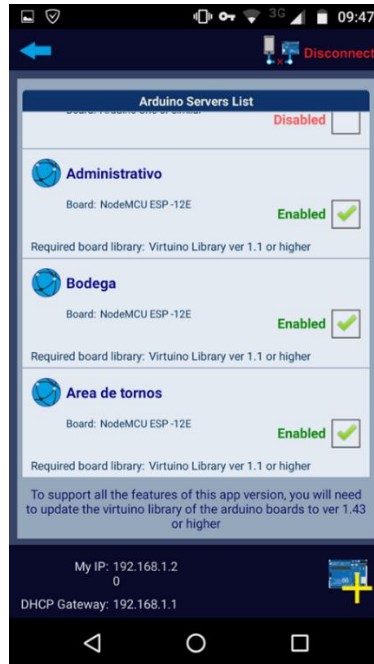 3G 09:47
Disconnect
Arduino Servers List
Disabled
Administrativo
Board: NodeMCU ESP -12E
Enabled
Required board library: Virtuino Library ver 1.1 or higher
Bodega
Board: NodeMCU ESP -12E
Enabled
Required board library: Virtuino Library ver 1.1 or higher
Area de tornos
Board: NodeMCU ESP -12E
Enabled
Required board library: Virtuino Library ver 1.1 or higher
To support all the features of this app version, you will need
to update the virtuino library of the arduino boards to ver 1.43
or higher
My IP: 192.168.1.2
0
DHCP Gateway: 192.168.1.1